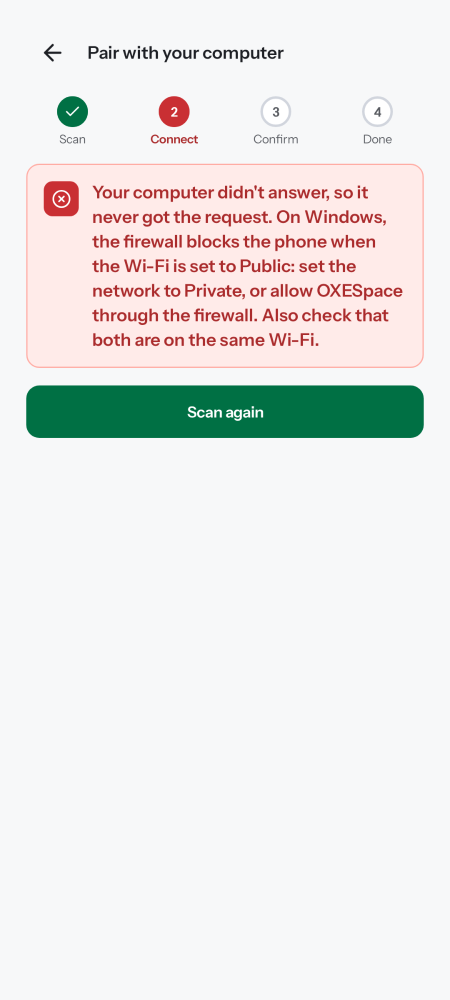 Pair with your computer
2
3
4
Scan
Connect
Confirm
Done
Your computer didn't answer, so it
never got the request. On Windows,
the firewall blocks the phone when
the Wi-Fi is set to Public: set the
network to Private, or allow OXESpace
through the firewall. Also check that
both are on the same Wi-Fi.
Scan again